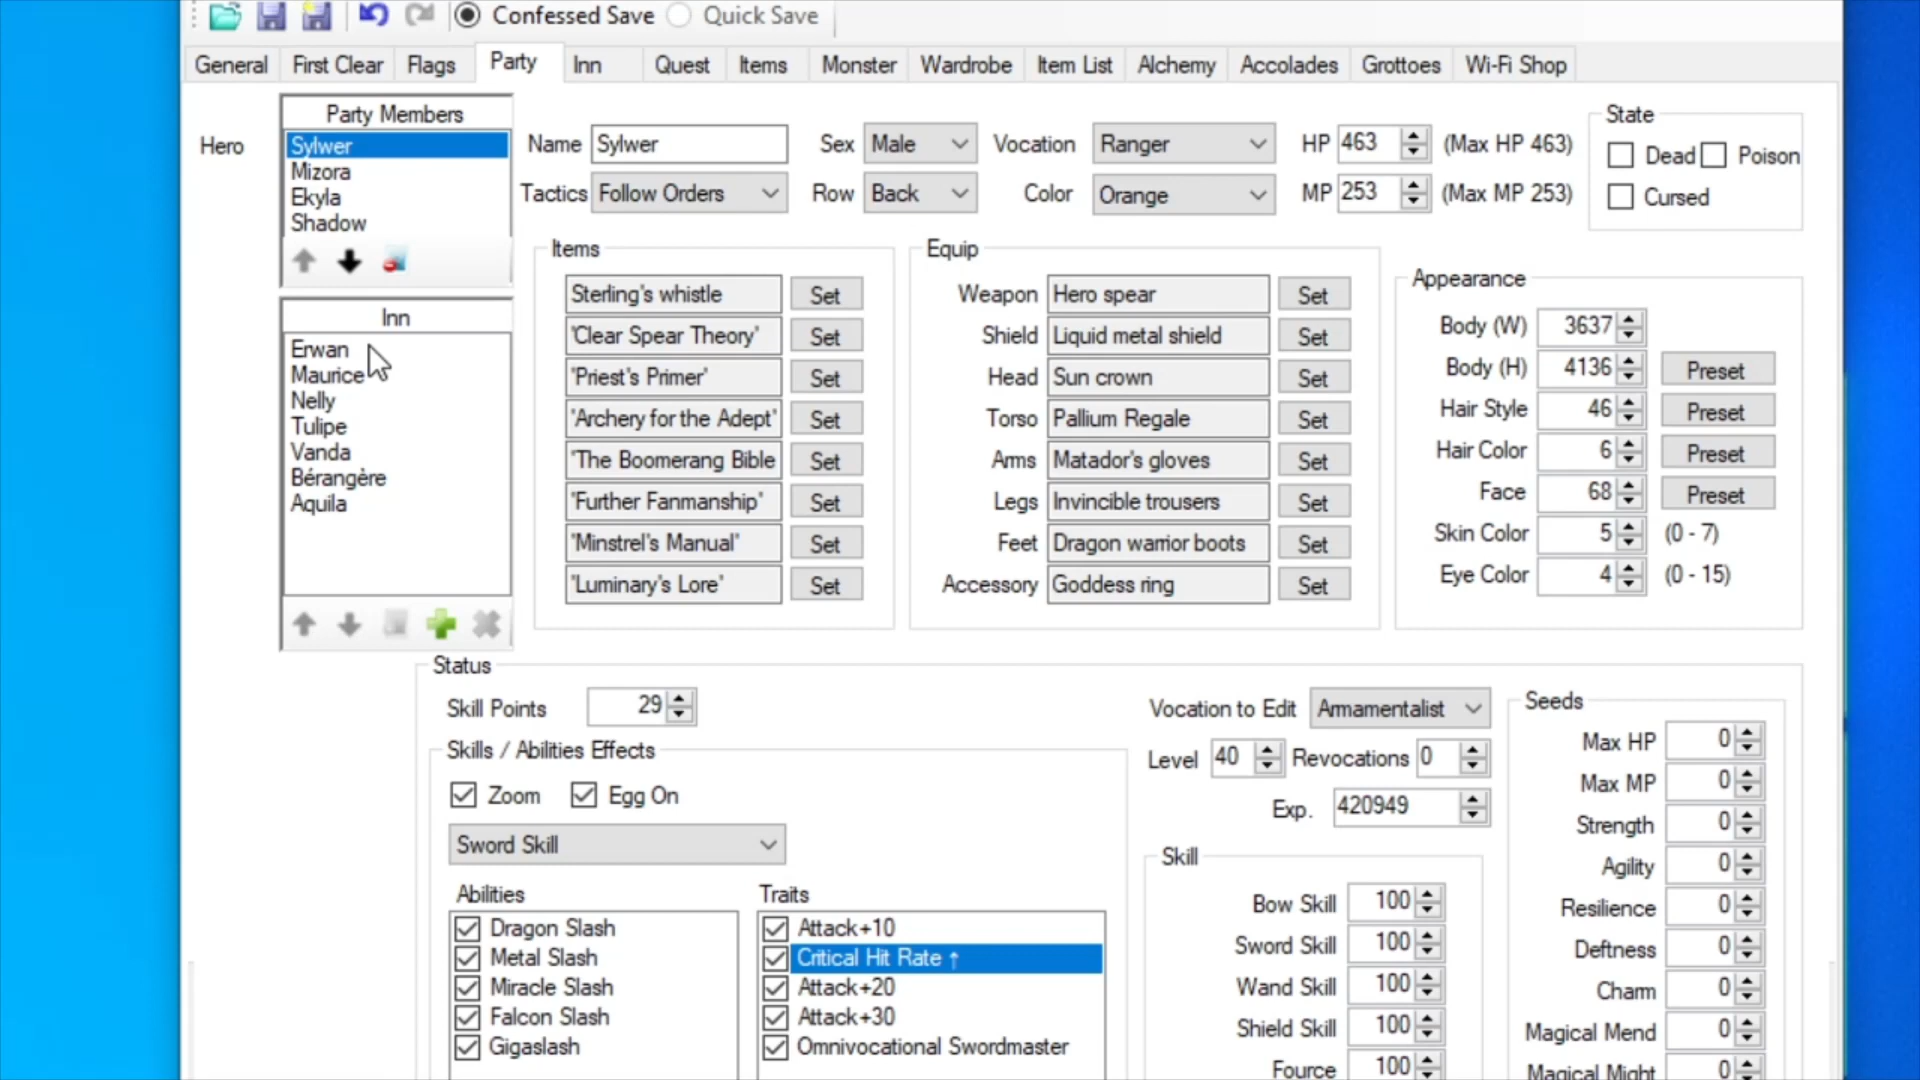 Confessed Save Quick Save
General First Clear Flags Party Inn Quest Items Monster Wardrobe Item List Alchemy Accolades Grottoes Wi-Fi Shop
Hero
Party Members
Sylwer
Mizora
Ekyla
Shadow
Inn
Erwan
Maurice
Nelly
Tulipe
Vanda
Bérangère
Aquila
Name Sylwer Sex Male Vocation Ranger HP 463 (Max HP 463)
Tactics Follow Orders Row Back Color Orange MP 253 (Max MP 253)
State
Dead Poison
Cursed
Items
Sterling's whistle Set
'Clear Spear Theory' Set
'Priest's Primer' Set
'Archery for the Adept' Set
'The Boomerang Bible Set
'Further Fanmanship' Set
'Minstrel's Manual' Set
'Luminary's Lore' Set
Equip
Weapon Hero spear Set
Shield Liquid metal shield Set
Head Sun crown Set
Torso Pallium Regale Set
Arms Matador's gloves Set
Legs Invincible trousers Set
Feet Dragon warrior boots Set
Accessory Goddess ring Set
Appearance
Body (W) 3637
Body (H) 4136 Preset
Hair Style 46 Preset
Hair Color 6 Preset
Face 68 Preset
Skin Color 5 (0 - 7)
Eye Color 4 (0 - 15)
Status
Skill Points 29
Skills / Abilities Effects
Zoom Egg On
Sword Skill
Abilities
Dragon Slash
Metal Slash
Miracle Slash
Falcon Slash
Gigaslash
Traits
Attack+10
Critical Hit Rate ↑
Attack+20
Attack+30
Omnivocational Swordmaster
Vocation to Edit Armamentalist
Level 40 Revocations 0
Exp. 420949
Skill
Bow Skill 100
Sword Skill 100
Wand Skill 100
Shield Skill 100
Fource 100
Seeds
Max HP 0
Max MP 0
Strength 0
Agility 0
Resilience 0
Deftness 0
Charm 0
Magical Mend 0
Magical Might 0